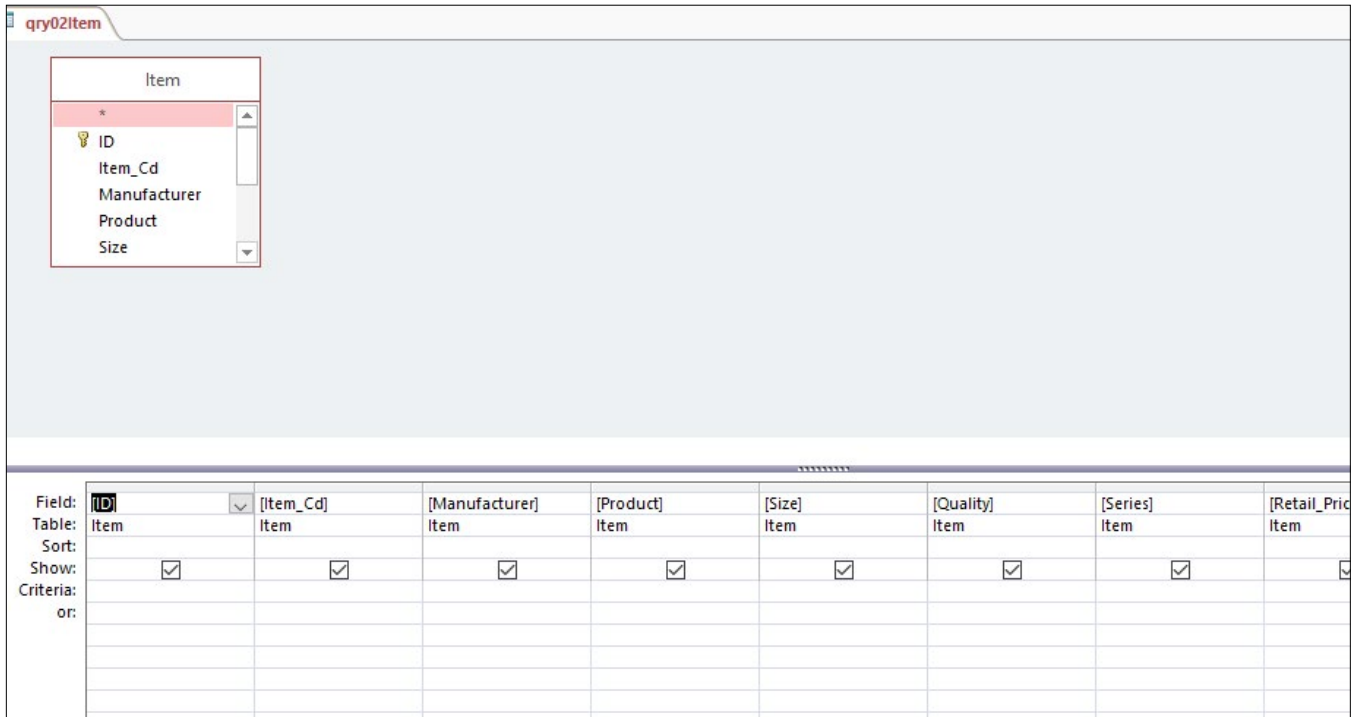 qry02Item
Item
*
ID
Item_Cd
Manufacturer
Product
Size
Field: [ID] [Item_Cd] [Manufacturer] [Product] [Size] [Quality] [Series] [Retail_Pric
Table: Item Item Item Item Item Item Item Item
Sort:
Show:
Criteria:
or: